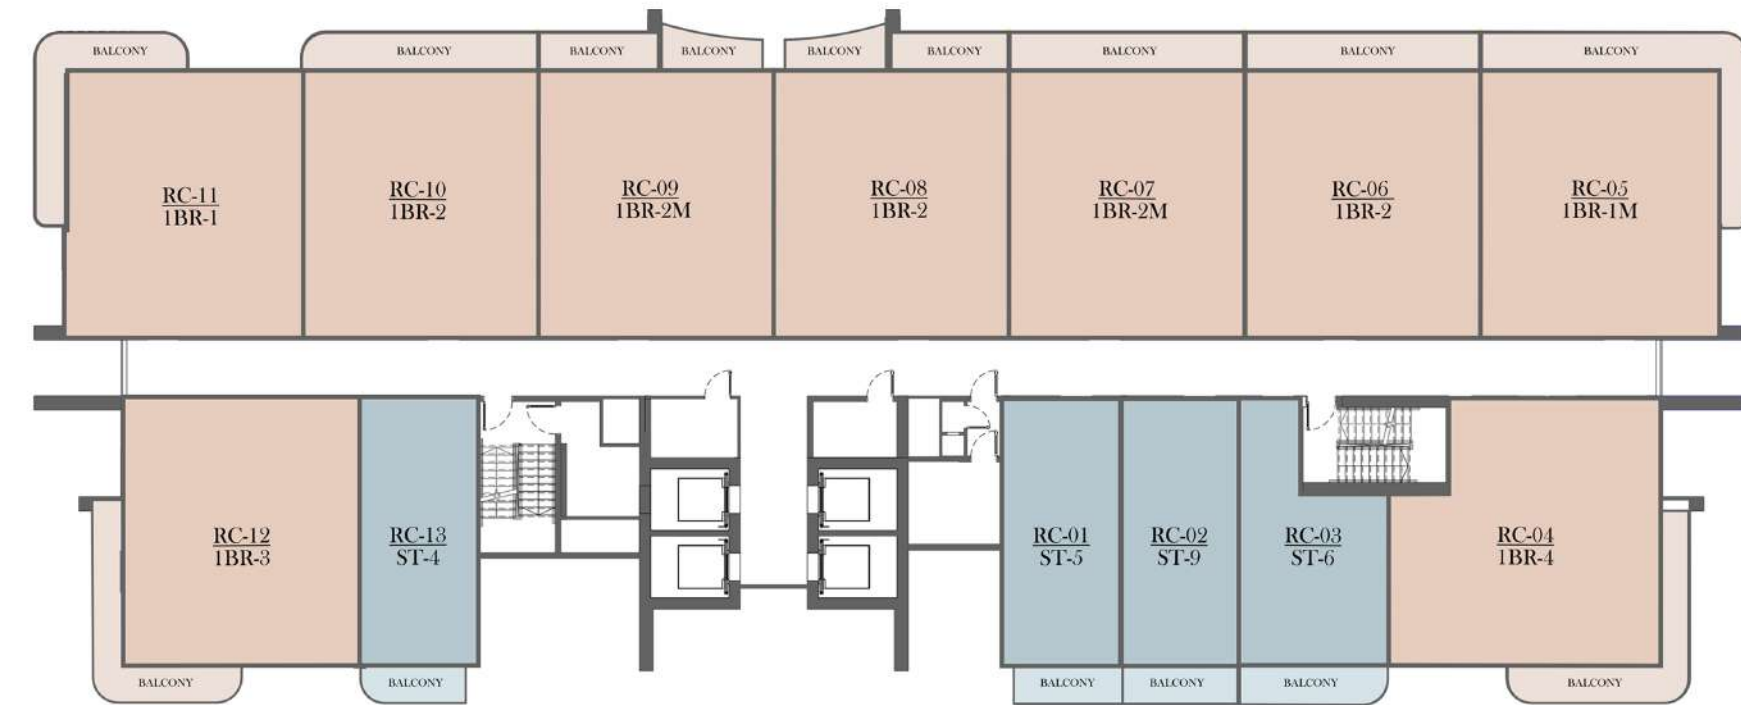 BALCONY
BALCONY
BALCONY
BALCONY
BALCONY
BALCONY
BALCONY
BALCONY
BALCONY
RC-11
1BR-1
RC-10
1BR-2
RC-09
1BR-2M
RC-08
1BR-2
RC-07
1BR-2M
RC-06
1BR-2
RC-05
1BR-1M
RC-12
1BR-3
RC-13
ST-4
RC-01
ST-5
RC-02
ST-9
RC-03
ST-6
RC-04
1BR-4
BALCONY
BALCONY
BALCONY
BALCONY
BALCONY
BALCONY